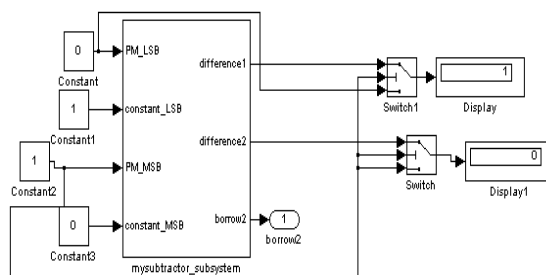 0
Constant
1
Constant1
1
Constant2
0
Constant3
PM_LSB
constant_LSB
PM_MSB
constant_MSB
difference1
difference2
borrow2
mysubtractor_subsystem
1
borrow2
Switch1
Switch
1
Display
0
Display1